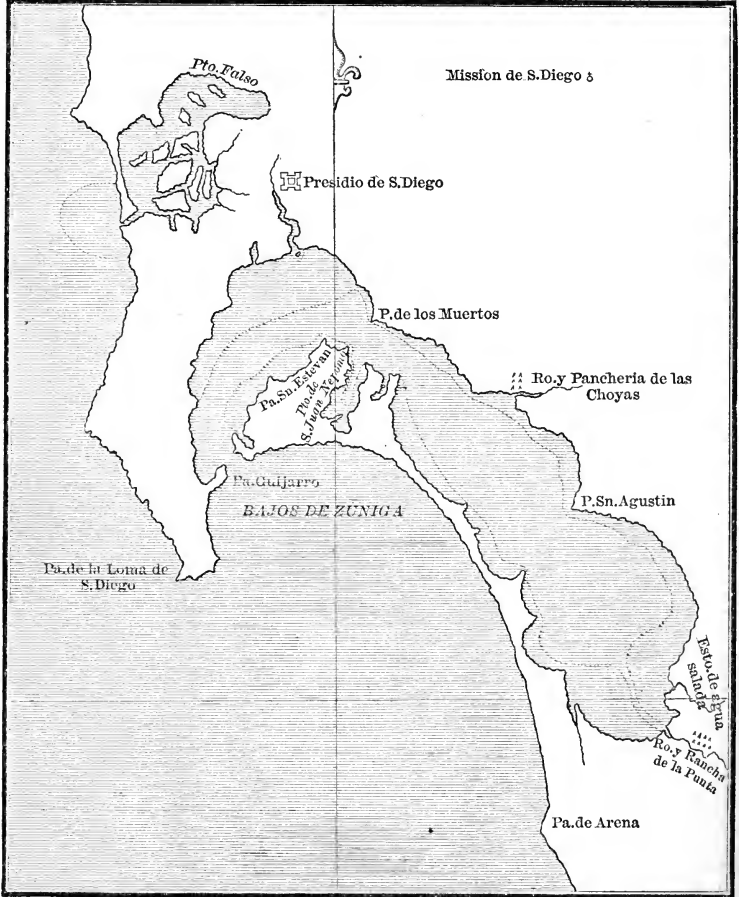 Pto. Falso
Missfon de S. Diego
Presidio de S. Diego
P. de los Muertos
Pa. Sn. Estevan
Pto. de
S. Juan Nepomuc
Ro. y Pancheria de las
Choyas
Pa. Guijarro
BAJOS DE ZÚNIGA
P. Sn. Agustin
Pa. de la Loma de
S. Diego
Esto. de agua
salada
Ro. y Rancha
de la Punta
Pa. de Arena